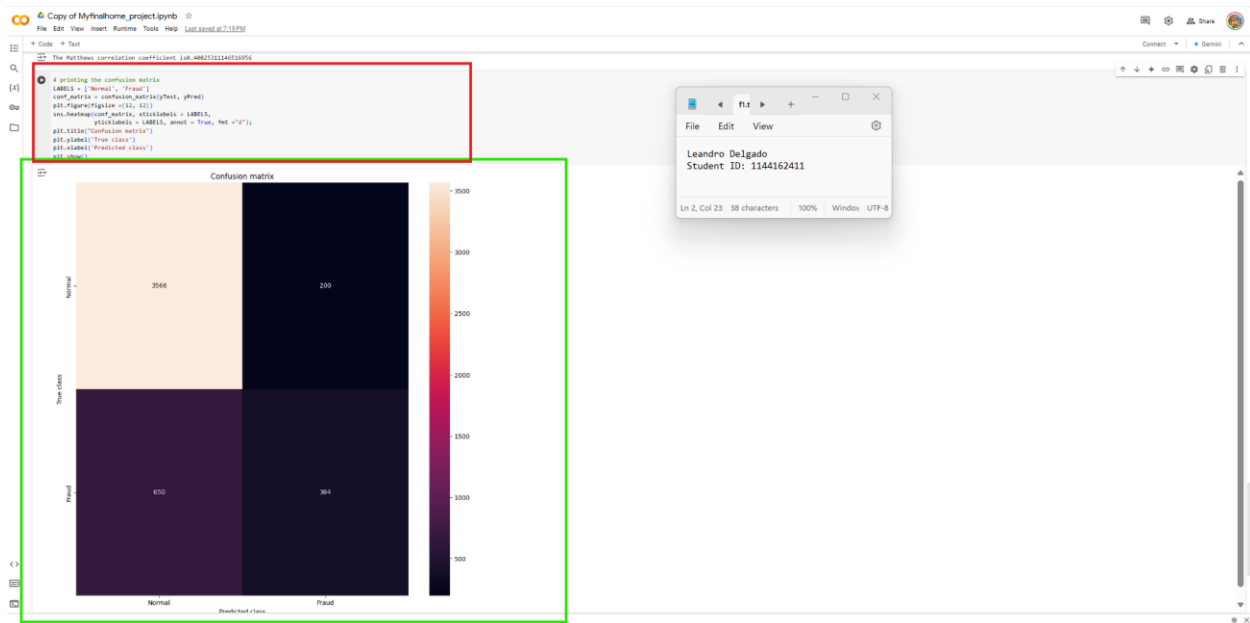 Copy of Myfinalhome_project.ipynb
Share
File Edit View Insert Runtime Tools Help Last saved at 7:19 PM
+ Code + Text
Connect
Gemini
The Matthews correlation coefficient is0.40025311146516956
# printing the confusion matrix
LABELS = ['Normal', 'Fraud']
conf_matrix = confusion_matrix(yTest, yPred)
plt.figure(figsize =(12, 12))
sns.heatmap(conf_matrix, xticklabels = LABELS,
yticklabels = LABELS, annot = True, fmt ="d");
plt.title("Confusion matrix")
plt.ylabel('True class')
plt.xlabel('Predicted class')
plt.show()
f1.t
File Edit View
Leandro Delgado
Student ID: 1144162411
Ln 2, Col 23 38 characters 100% Window UTF-8
Confusion matrix
3500
3000
2500
2000
1500
1000
500
Normal
3566
200
True class
Fraud
650
384
Normal
Fraud
Predicted class